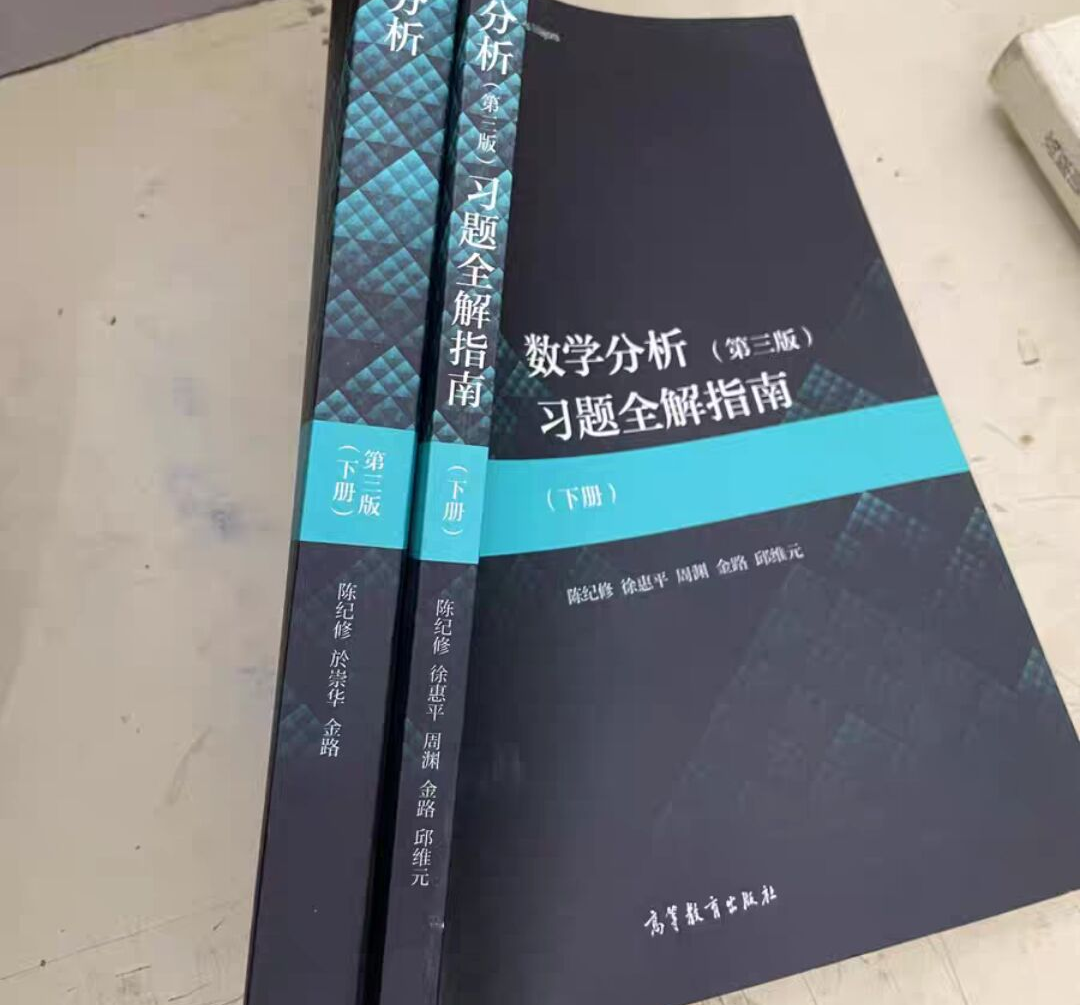 分析
第三版
(下册)
陈纪修 於崇华 金路
分析(第三版)习题全解指南
(下册)
陈纪修 徐惠平 周渊 金路 邱维元
数学分析(第三版)
习题全解指南
(下册)
陈纪修 徐惠平 周渊 金路 邱维元
高等教育出版社